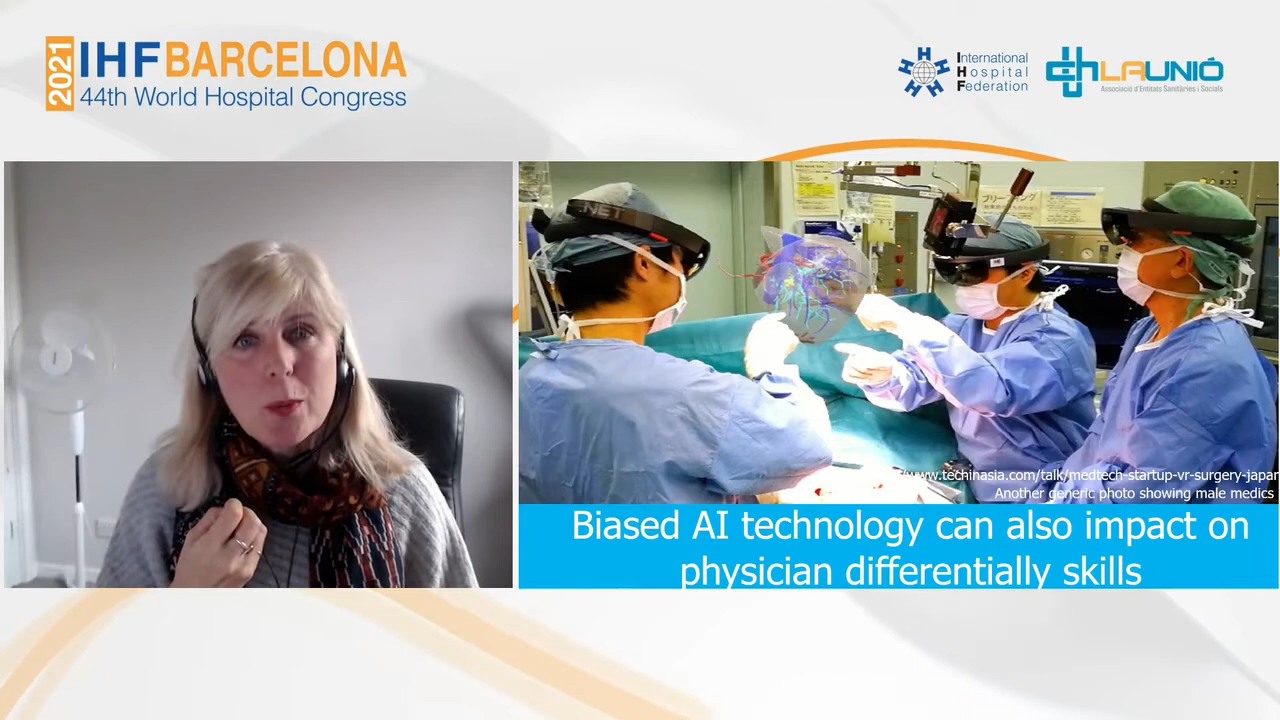 2021
IHF BARCELONA
44th World Hospital Congress
International
Hospital
Federation
LAUNIÓ
Associació d'Entitats Sanitàries i Socials
NET
www.techinasia.com/talk/medtech-startup-vr-surgery-japan
Another generic photo showing male medics
Biased AI technology can also impact on
physician differentially skills